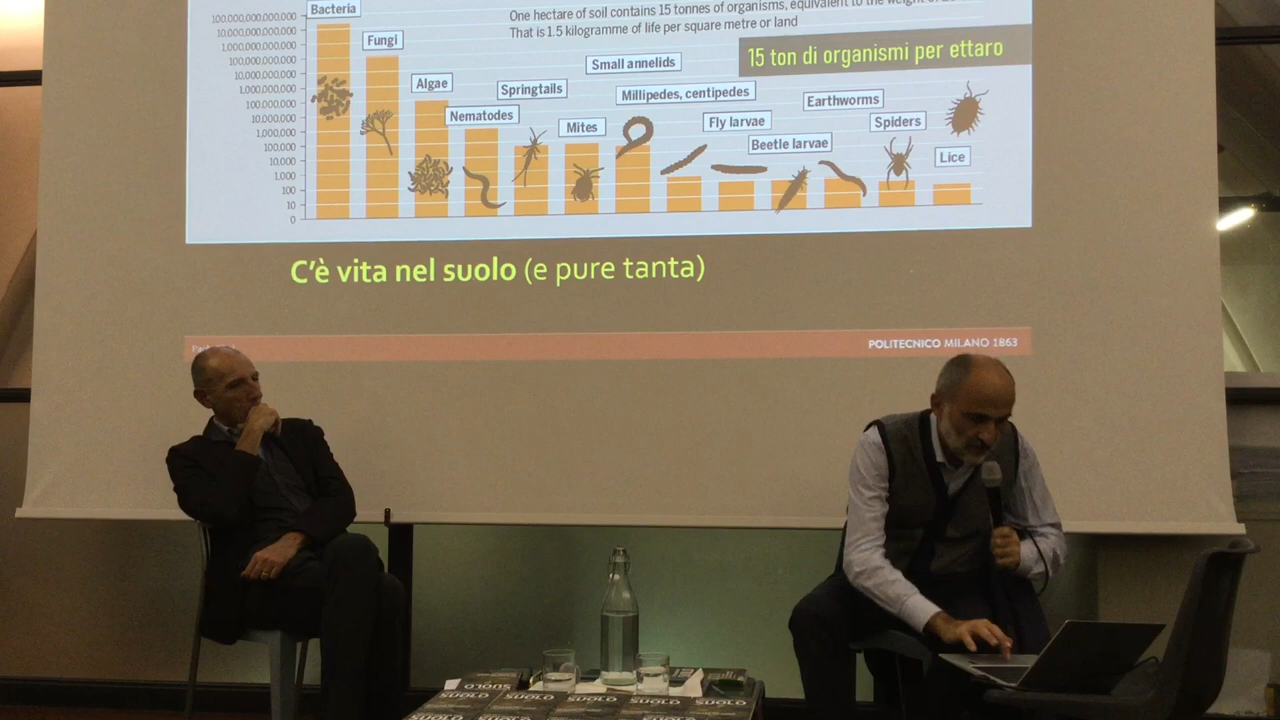 One hectare of soil contains 15 tonnes of organisms, equivalent to the weight of
That is 1.5 kilogramme of life per square metre or land
15 ton di organismi per ettaro
100.000.000.000.000
10.000.000.000.000
1.000.000.000.000
100.000.000.000
10.000.000.000
1.000.000.000
100.000.000
10.000.000
1.000.000
100.000
10.000
1.000
100
10
0
Bacteria
Fungi
Algae
Nematodes
Springtails
Mites
Small annelids
Millipedes, centipedes
Fly larvae
Beetle larvae
Earthworms
Spiders
Lice
C'è vita nel suolo (e pure tanta)
POLITECNICO MILANO 1863
SUOLO
SUOLO
SUOLO
SUOLO
SUOLO